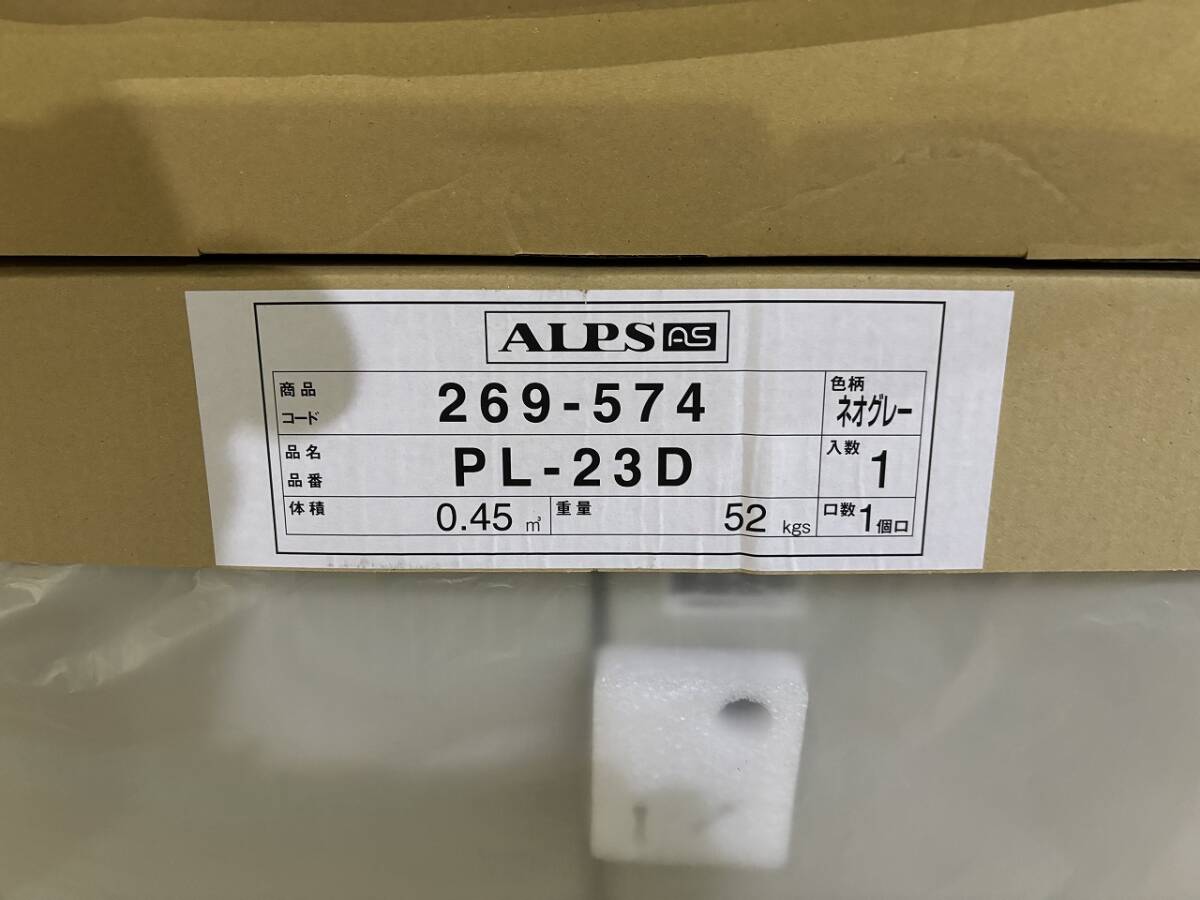 ALPS AS
商品コード 269-574 色柄 ネオグレー
品名品番 PL-23D 入数 1
体積 0.45 ㎥ 重量 52 kgs 口数 1個口